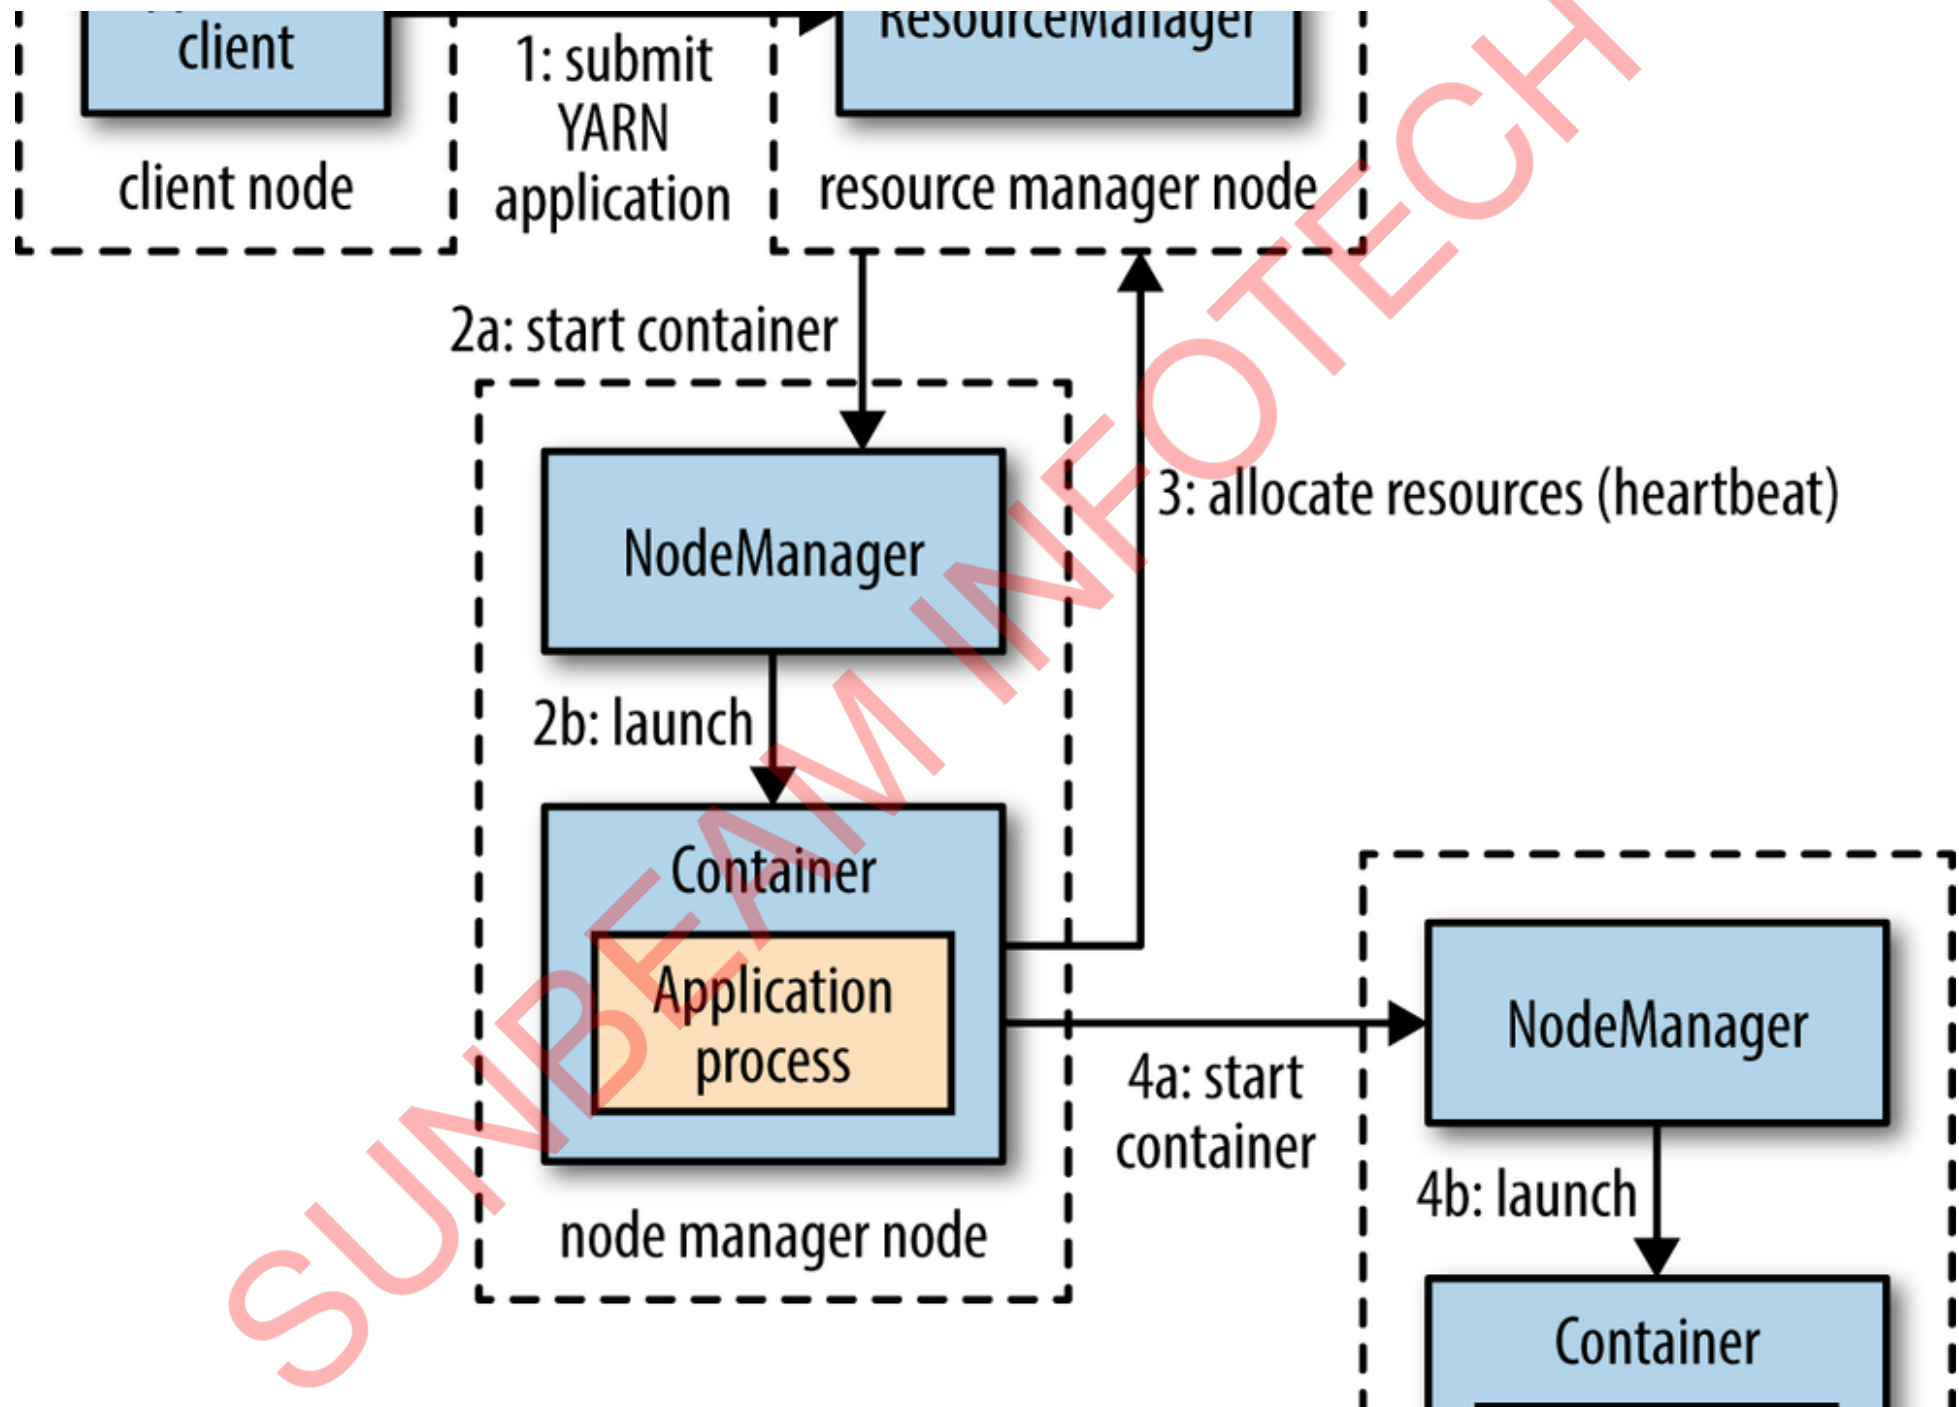 client
ResourceManager
1: submit
YARN
application
client node
resource manager node
2a: start container
NodeManager
3: allocate resources (heartbeat)
2b: launch
Container
Application
process
NodeManager
4a: start
container
4b: launch
node manager node
Container
SUNBEAM INFOTECH